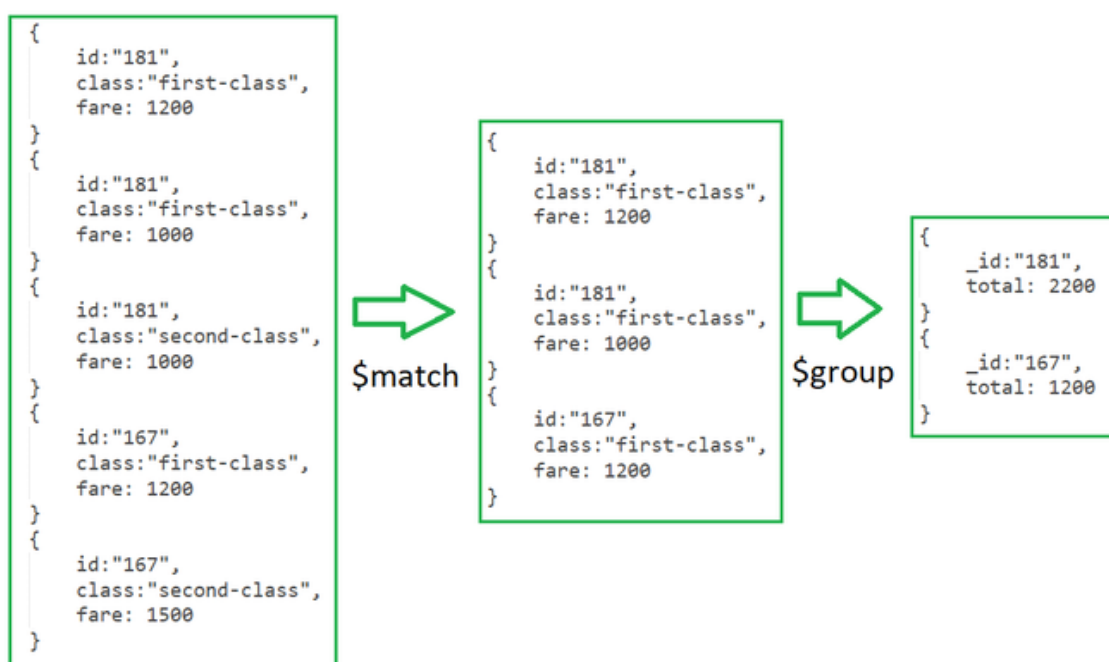 {
id:"181",
class:"first-class",
fare: 1200
}
{
id:"181",
class:"first-class",
fare: 1000
}
{
id:"181",
class:"second-class",
fare: 1000
}
{
id:"167",
class:"first-class",
fare: 1200
}
{
id:"167",
class:"second-class",
fare: 1500
}
$match
{
id:"181",
class:"first-class",
fare: 1200
}
{
id:"181",
class:"first-class",
fare: 1000
}
{
id:"167",
class:"first-class",
fare: 1200
}
$group
{
_id:"181",
total: 2200
}
{
_id:"167",
total: 1200
}